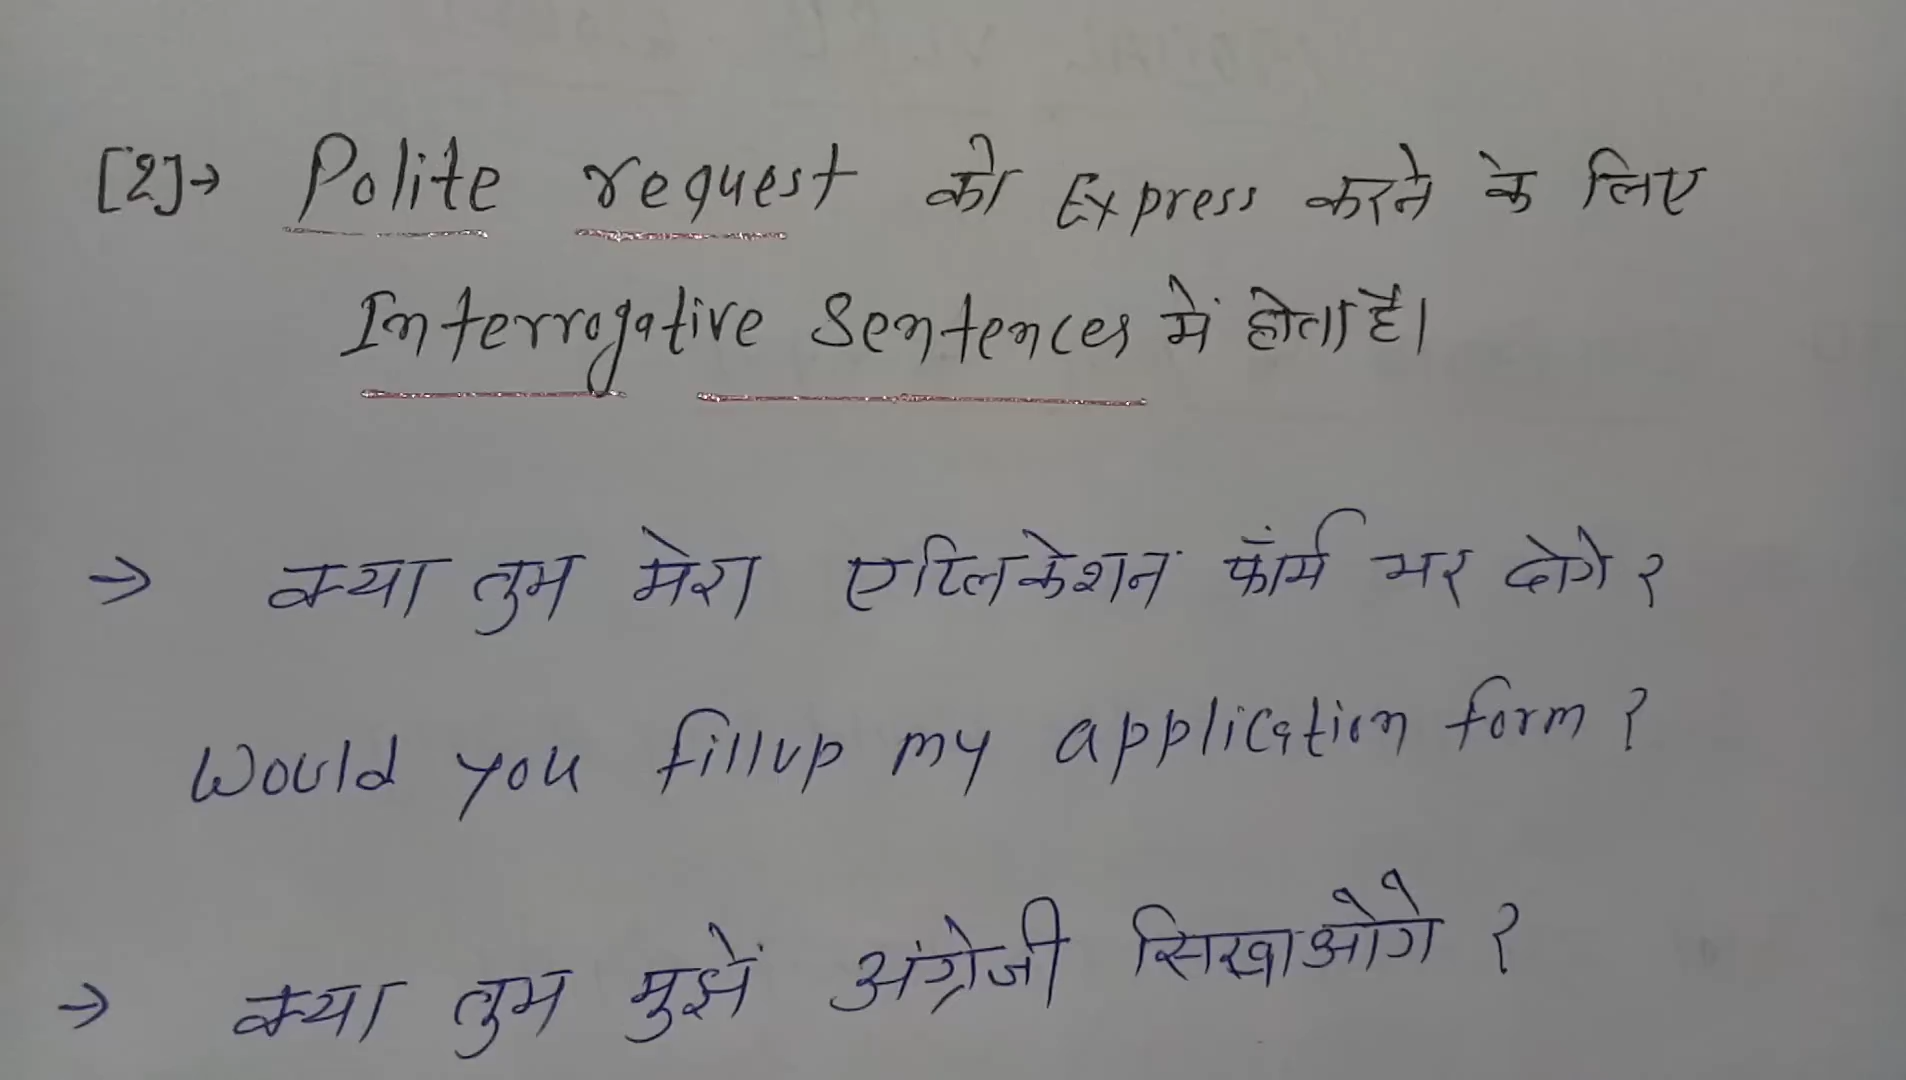 [2]→ Polite request को Express करने के लिए
Interrogative Sentences में होता है।
→ क्या तुम मेरा एप्लिकेशन फॉर्म भर दोगे ?
Would you fillup my application form ?
→ क्या तुम मुझें अंग्रेजी सिखाओगे ?